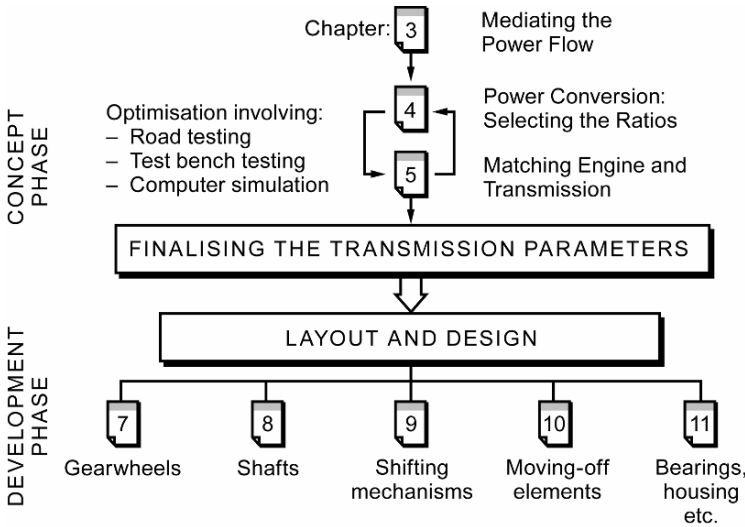 Chapter: 3 Mediating the
Power Flow
CONCEPT
PHASE
Optimisation involving:
– Road testing
– Test bench testing
– Computer simulation
4 Power Conversion:
Selecting the Ratios
5 Matching Engine and
Transmission
FINALISING THE TRANSMISSION PARAMETERS
LAYOUT AND DESIGN
DEVELOPMENT
PHASE
7
Gearwheels
8
Shafts
9
Shifting
mechanisms
10
Moving-off
elements
11
Bearings,
housing
etc.